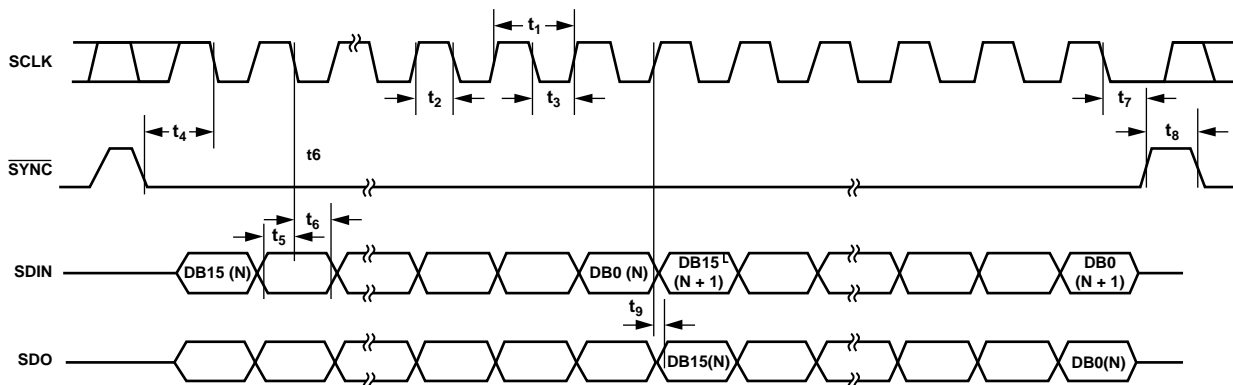 t1
SCLK
t2
t3
t7
t4
t8
t6
SYNC
t6
t5
SDIN
DB15 (N)
DB0 (N)
DB15 L
(N + 1)
DB0
(N + 1)
t9
SDO
DB15(N)
DB0(N)